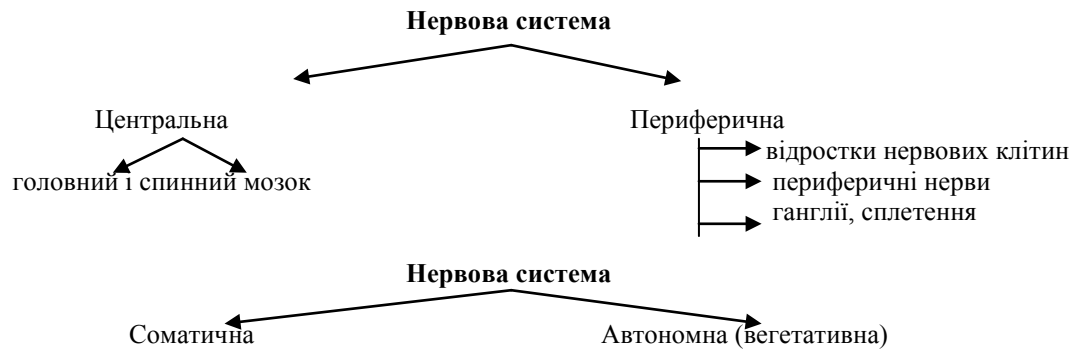 Нервова система
Центральна Периферична
відростки нервових клітин
головний і спинний мозок периферичні нерви
ганглії, сплетення
Нервова система
Соматична Автономна (вегетативна)